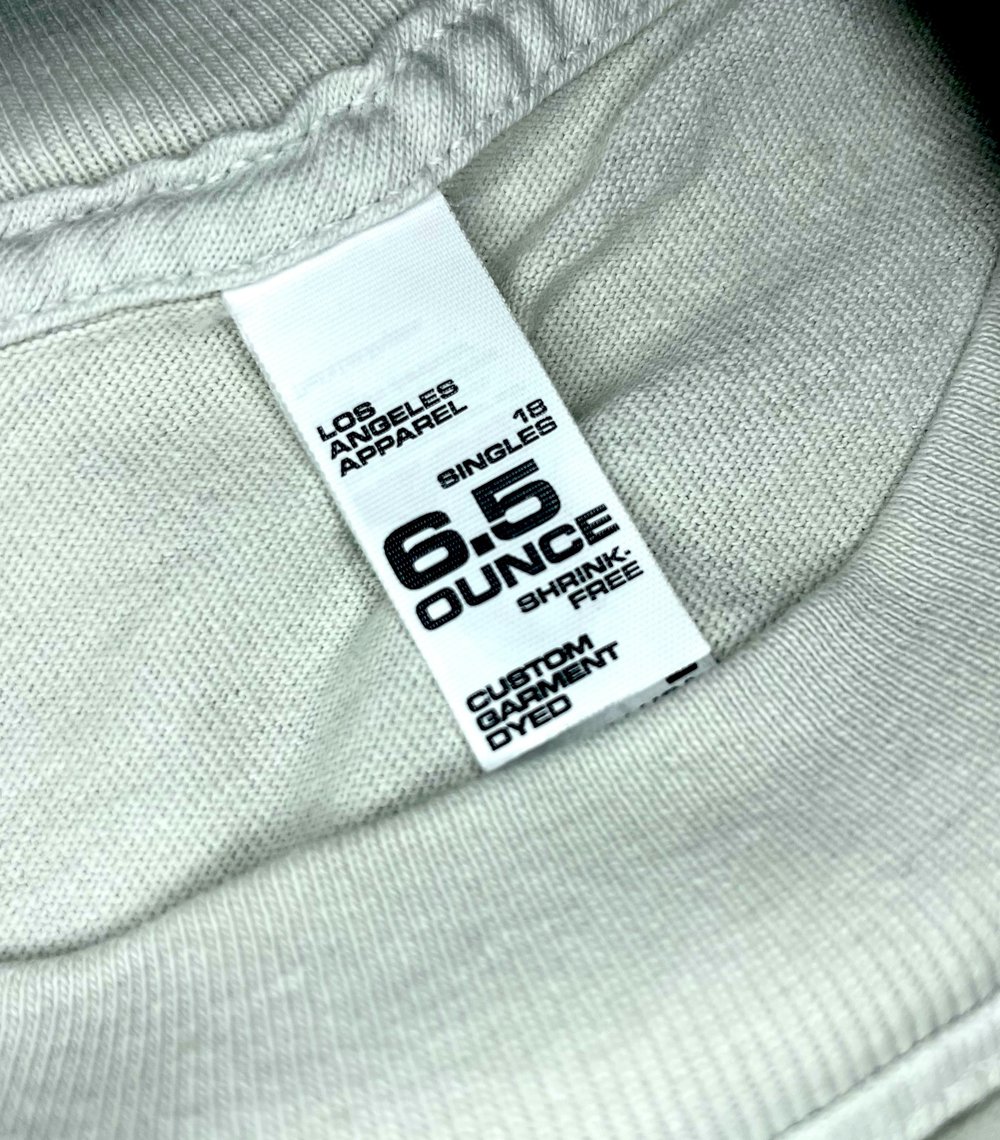 LOS
ANGELES
APPAREL
18
SINGLES
6.5
OUNCE
SHRINK-
FREE
CUSTOM
GARMENT
DYED